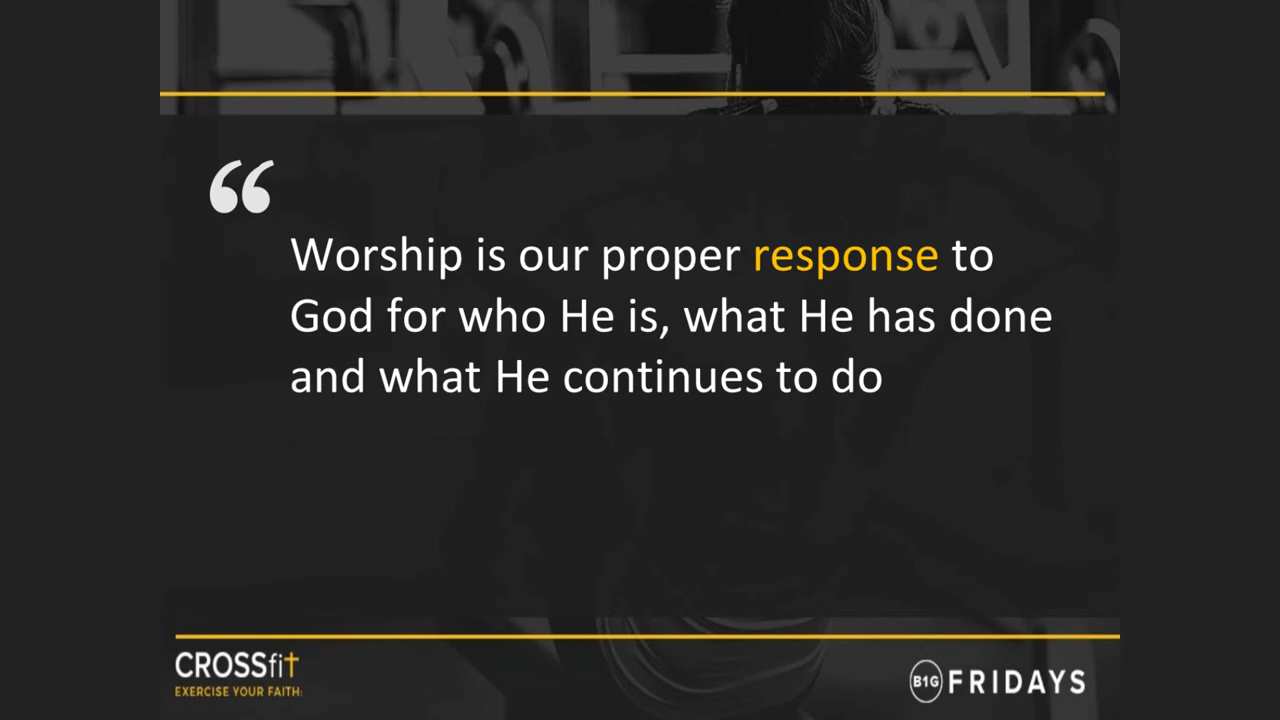 “
Worship is our proper response to
God for who He is, what He has done
and what He continues to do
CROSSfit
EXERCISE YOUR FAITH:
B1G FRIDAYS